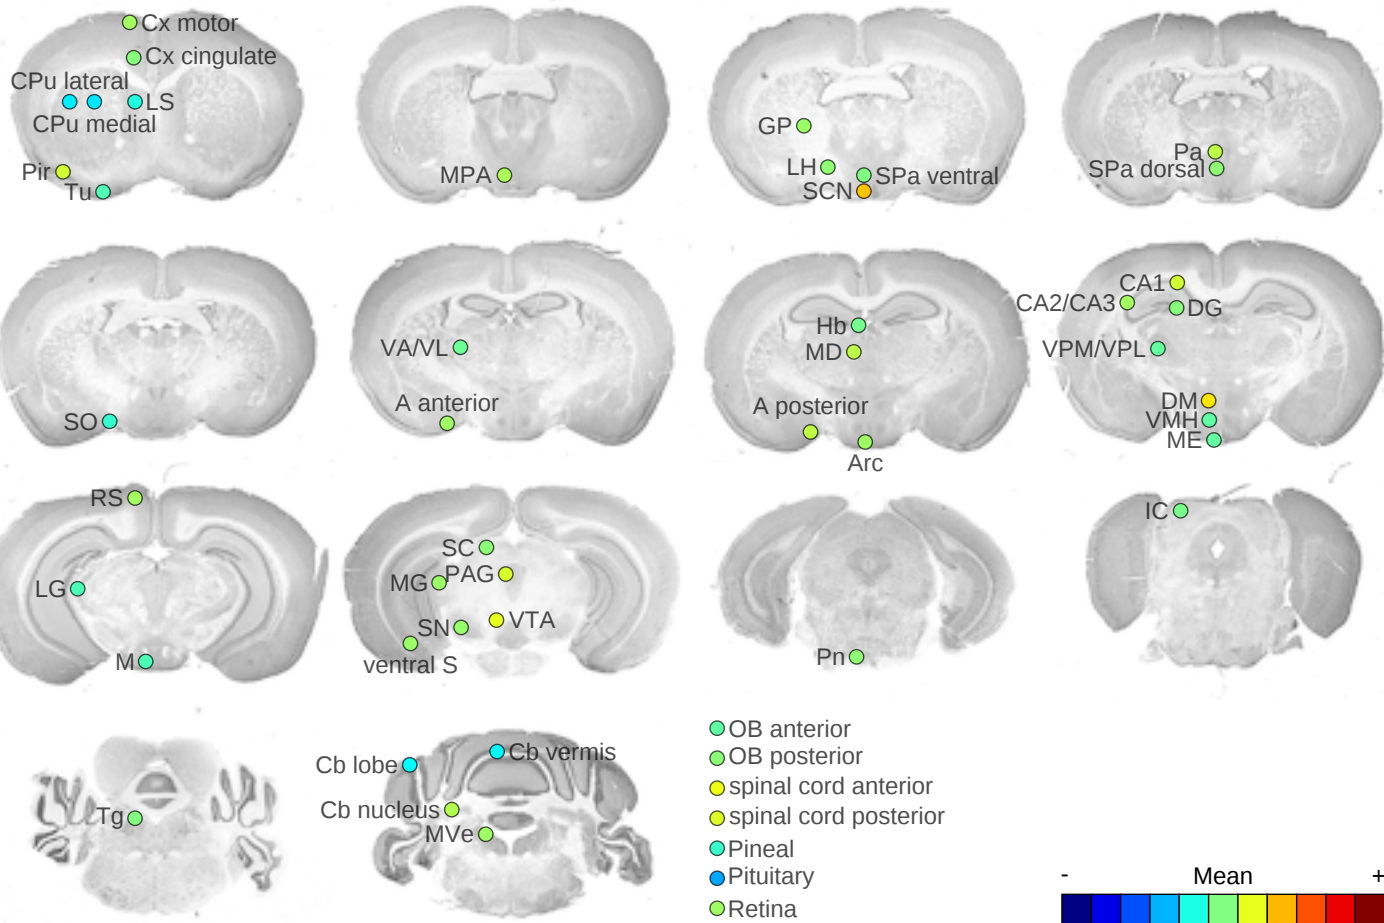 Cx motor
Cx cingulate
CPu lateral
LS
CPu medial
Pir
Tu
MPA
GP
LH
SPa ventral
SCN
Pa
SPa dorsal
SO
VA/VL
A anterior
Hb
MD
A posterior
Arc
CA1
CA2/CA3
DG
VPM/VPL
DM
VMH
ME
RS
LG
M
SC
MG
PAG
SN
VTA
ventral S
Pn
IC
Tg
Cb lobe
Cb vermis
Cb nucleus
MVe
OB anterior
OB posterior
spinal cord anterior
spinal cord posterior
Pineal
Pituitary
Retina
- Mean +